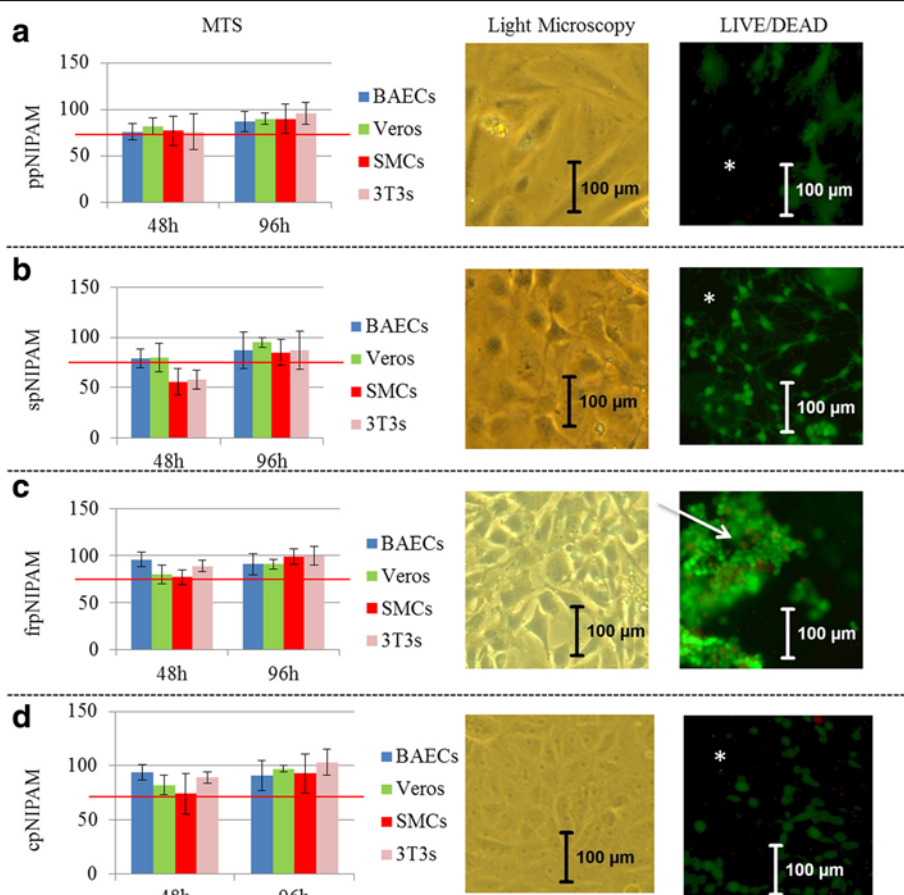 MTS Light Microscopy LIVE/DEAD
a
ppNIPAM
150
100
50
0
48h 96h
BAECs
Veros
SMCs
3T3s
100 µm
*
100 µm
b
spNIPAM
150
100
50
0
48h 96h
BAECs
Veros
SMCs
3T3s
100 µm
*
100 µm
c
frpNIPAM
150
100
50
0
48h 96h
BAECs
Veros
SMCs
3T3s
100 µm
100 µm
d
cpNIPAM
150
100
50
0
48h 96h
BAECs
Veros
SMCs
3T3s
100 µm
*
100 µm